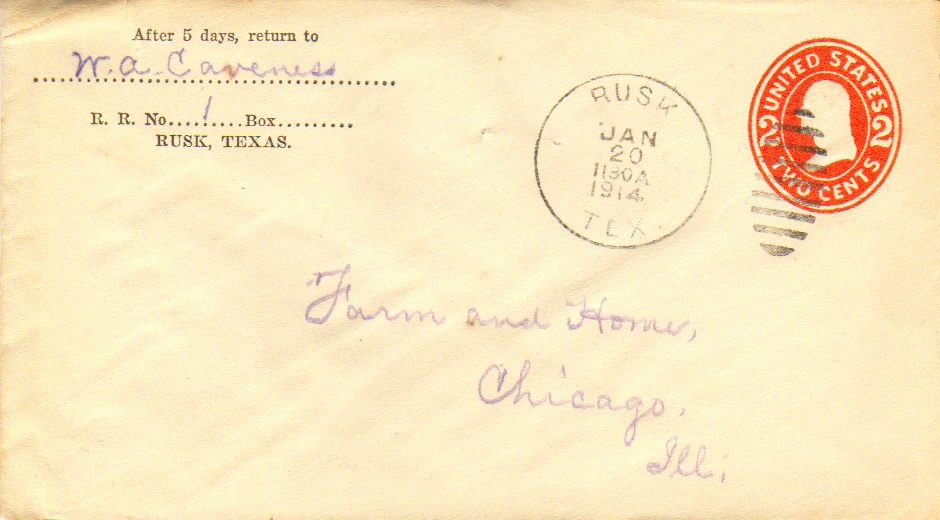 After 5 days, return to
W. A. Caveness
R. R. No....1....Box.........
RUSK, TEXAS.
RUSK
JAN
20
1130A
1914
TEX.
UNITED STATES
2 2
TWO CENTS
Farm and Home,
Chicago,
Ill;